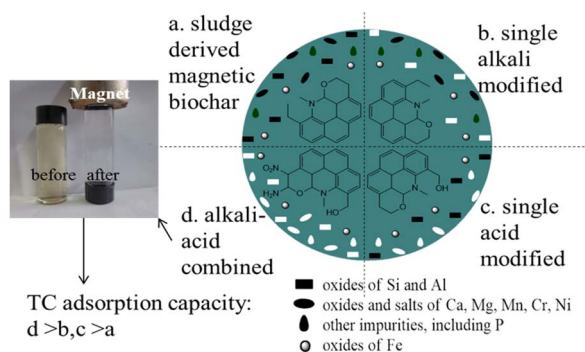 a. sludge
derived
magnetic
biochar
b. single
alkali
modified
Magnet
before
after
c. single
acid
modified
d. alkali-
acid
combined
O
N
N
O
O₂N
H₂N
O
N
HO
N
O
OH
TC adsorption capacity:
d >b,c >a
oxides of Si and Al
oxides and salts of Ca, Mg, Mn, Cr, Ni
other impurities, including P
oxides of Fe